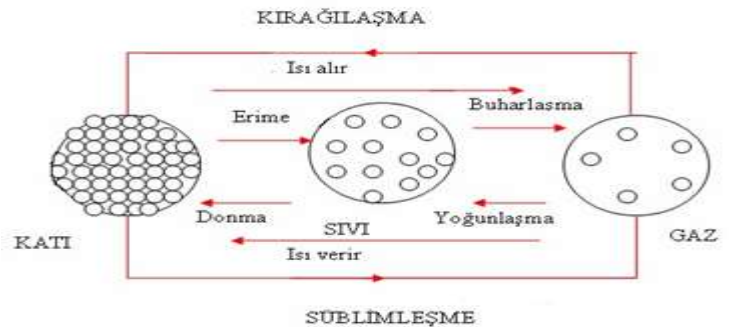 KIRAĞILAŞMA
Isı alır
Erime
Buharlaşma
Donma
SIVI
Yoğunlaşma
KATI
GAZ
Isı verir
SÜBLİMLEŞME